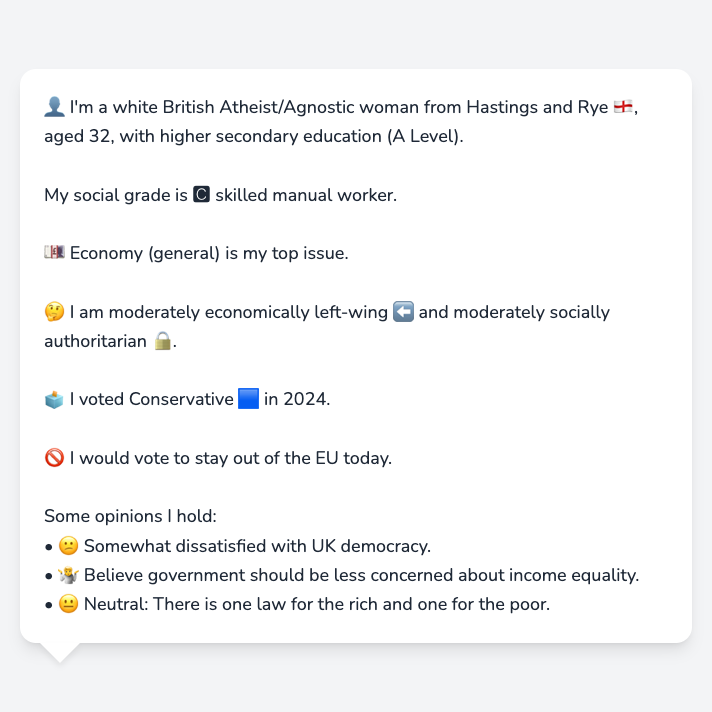 👤 I'm a white British Atheist/Agnostic woman from Hastings and Rye 🏴󠁧󠁢󠁥󠁮󠁧󠁿,
aged 32, with higher secondary education (A Level).
My social grade is 🅲 skilled manual worker.
💷 Economy (general) is my top issue.
🤔 I am moderately economically left-wing ⬅️ and moderately socially
authoritarian 🔒.
🗳️ I voted Conservative 🟦 in 2024.
🚫 I would vote to stay out of the EU today.
Some opinions I hold:
• 😕 Somewhat dissatisfied with UK democracy.
• 🤷 Believe government should be less concerned about income equality.
• 😐 Neutral: There is one law for the rich and one for the poor.